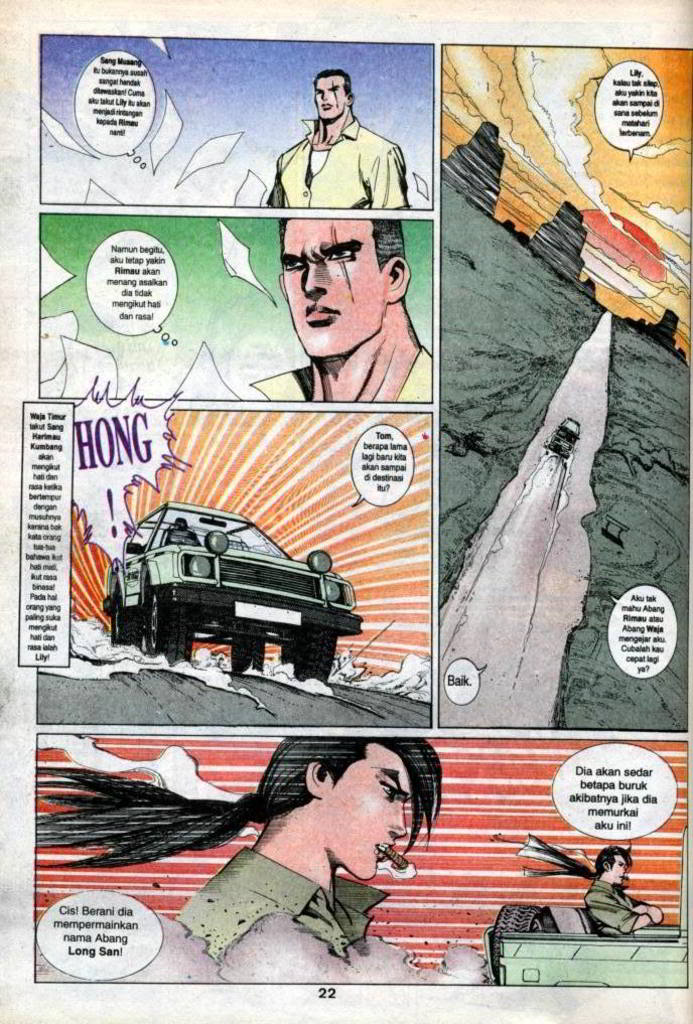 Sang Musang
itu bukannya susah
sangat hendak
ditewaskan! Cuma
aku takut Lily itu akan
menjadi rintangan
kepada Rimau
nanti!
Namun begitu,
aku tetap yakin
Rimau akan
menang asalkan
dia tidak
mengikut hati
dan rasa!
Waja Timur
takut Sang
Harimau
Kumbang
akan
mengikut
hati dan
rasa ketika
bertempur
dengan
musuhnya
kerana bak
kata orang
tua-tua
bahawa ikut
hati mati,
ikut rasa
binasa!
Pada hal
orang yang
paling suka
mengikut
hati dan
rasa ialah
Lily!
HONG
!
Tom,
berapa lama
lagi baru kita
akan sampai
di destinasi
itu?
Lily,
kalau tak silap,
aku yakin kita
akan sampai di
sana sebelum
matahari
terbenam.
Aku tak
mahu Abang
Rimau atau
Abang Waja
mengejar aku.
Cubalah kau
cepat lagi
ya?
Baik.
Dia akan sedar
betapa buruk
akibatnya jika dia
memurkai
aku ini!
Cis! Berani dia
mempermainkan
nama Abang
Long San!
22